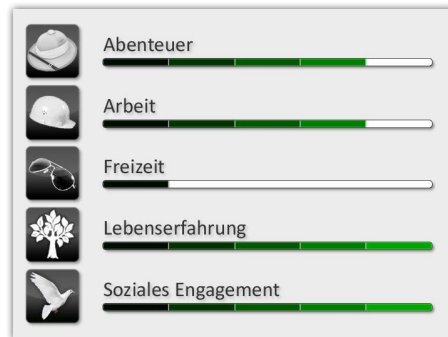 Abenteuer
Arbeit
Freizeit
Lebenserfahrung
Soziales Engagement